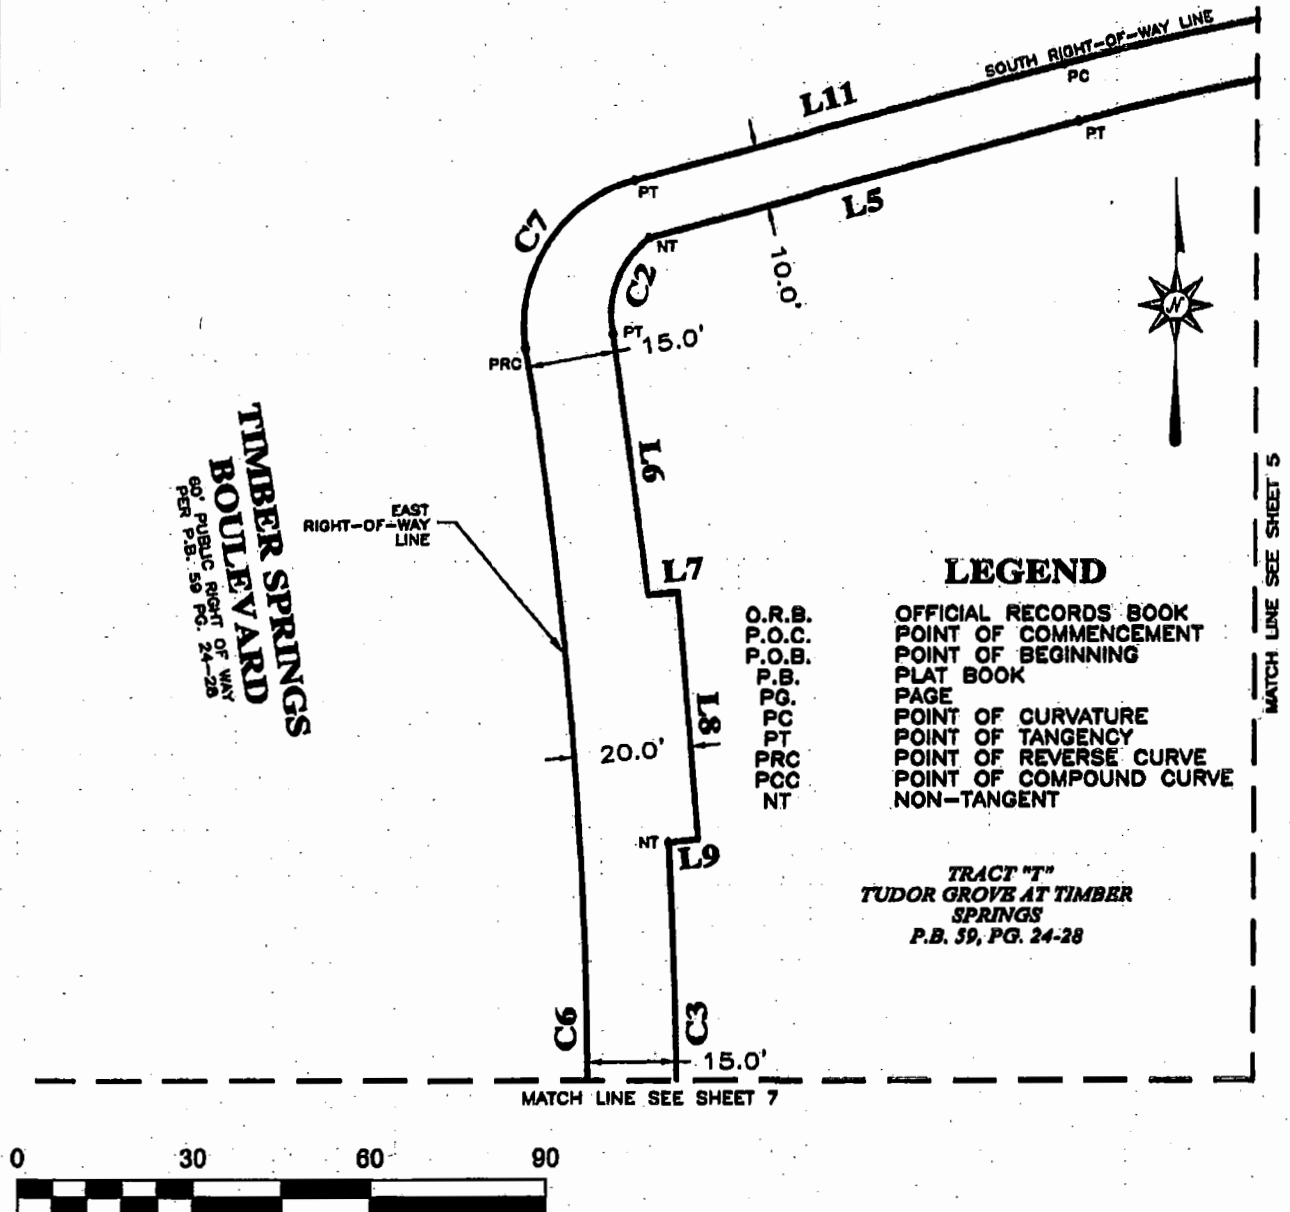 SOUTH RIGHT-OF-WAY LINE
PC
L11
PT
PT
L5
C7
NT
C2
10.0'
PT
15.0'
PRC
N
TIMBER SPRINGS
BOULEVARD
60' PUBLIC RIGHT OF WAY
PER P.B. 59 PG. 24-28
L6
EAST
RIGHT-OF-WAY
LINE
MATCH LINE SEE SHEET 5
L7
LEGEND
O.R.B. OFFICIAL RECORDS BOOK
P.O.C. POINT OF COMMENCEMENT
P.O.B. POINT OF BEGINNING
P.B. PLAT BOOK
PG. PAGE
PC POINT OF CURVATURE
PT POINT OF TANGENCY
PRC POINT OF REVERSE CURVE
PCC POINT OF COMPOUND CURVE
NT NON-TANGENT
L8
20.0'
NT
L9
TRACT "T"
TUDOR GROVE AT TIMBER
SPRINGS
P.B. 59, PG. 24-28
C6
C3
15.0'
MATCH LINE SEE SHEET 7
0 30 60 90